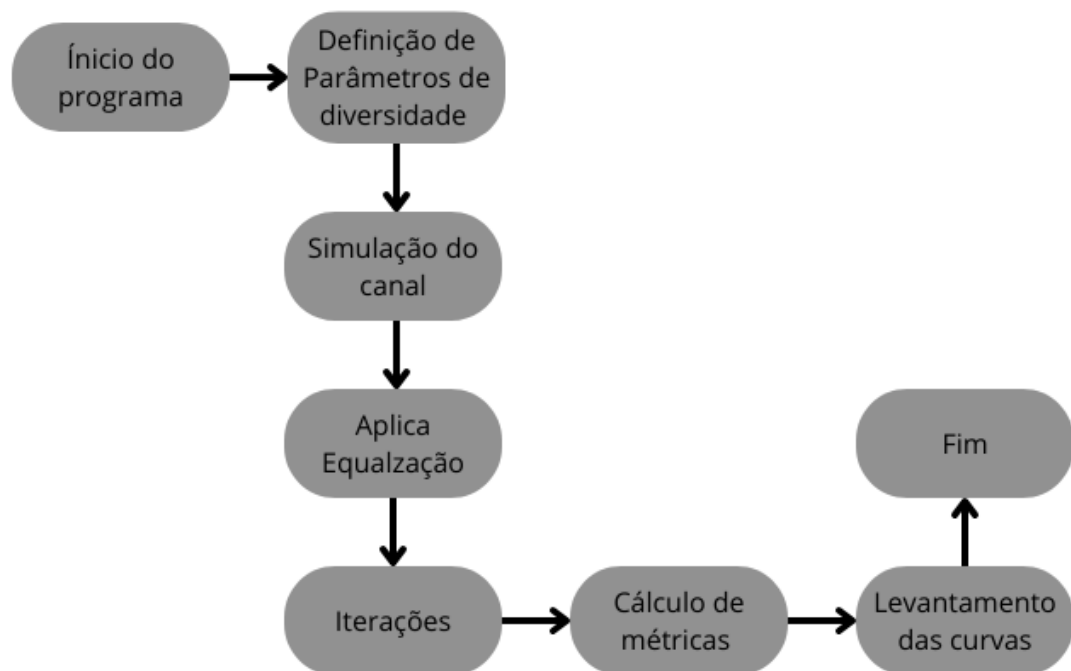 Ínicio do
programa
Definição de
Parâmetros de
diversidade
Simulação do
canal
Aplica
Equalzação
Iterações
Cálculo de
métricas
Levantamento
das curvas
Fim